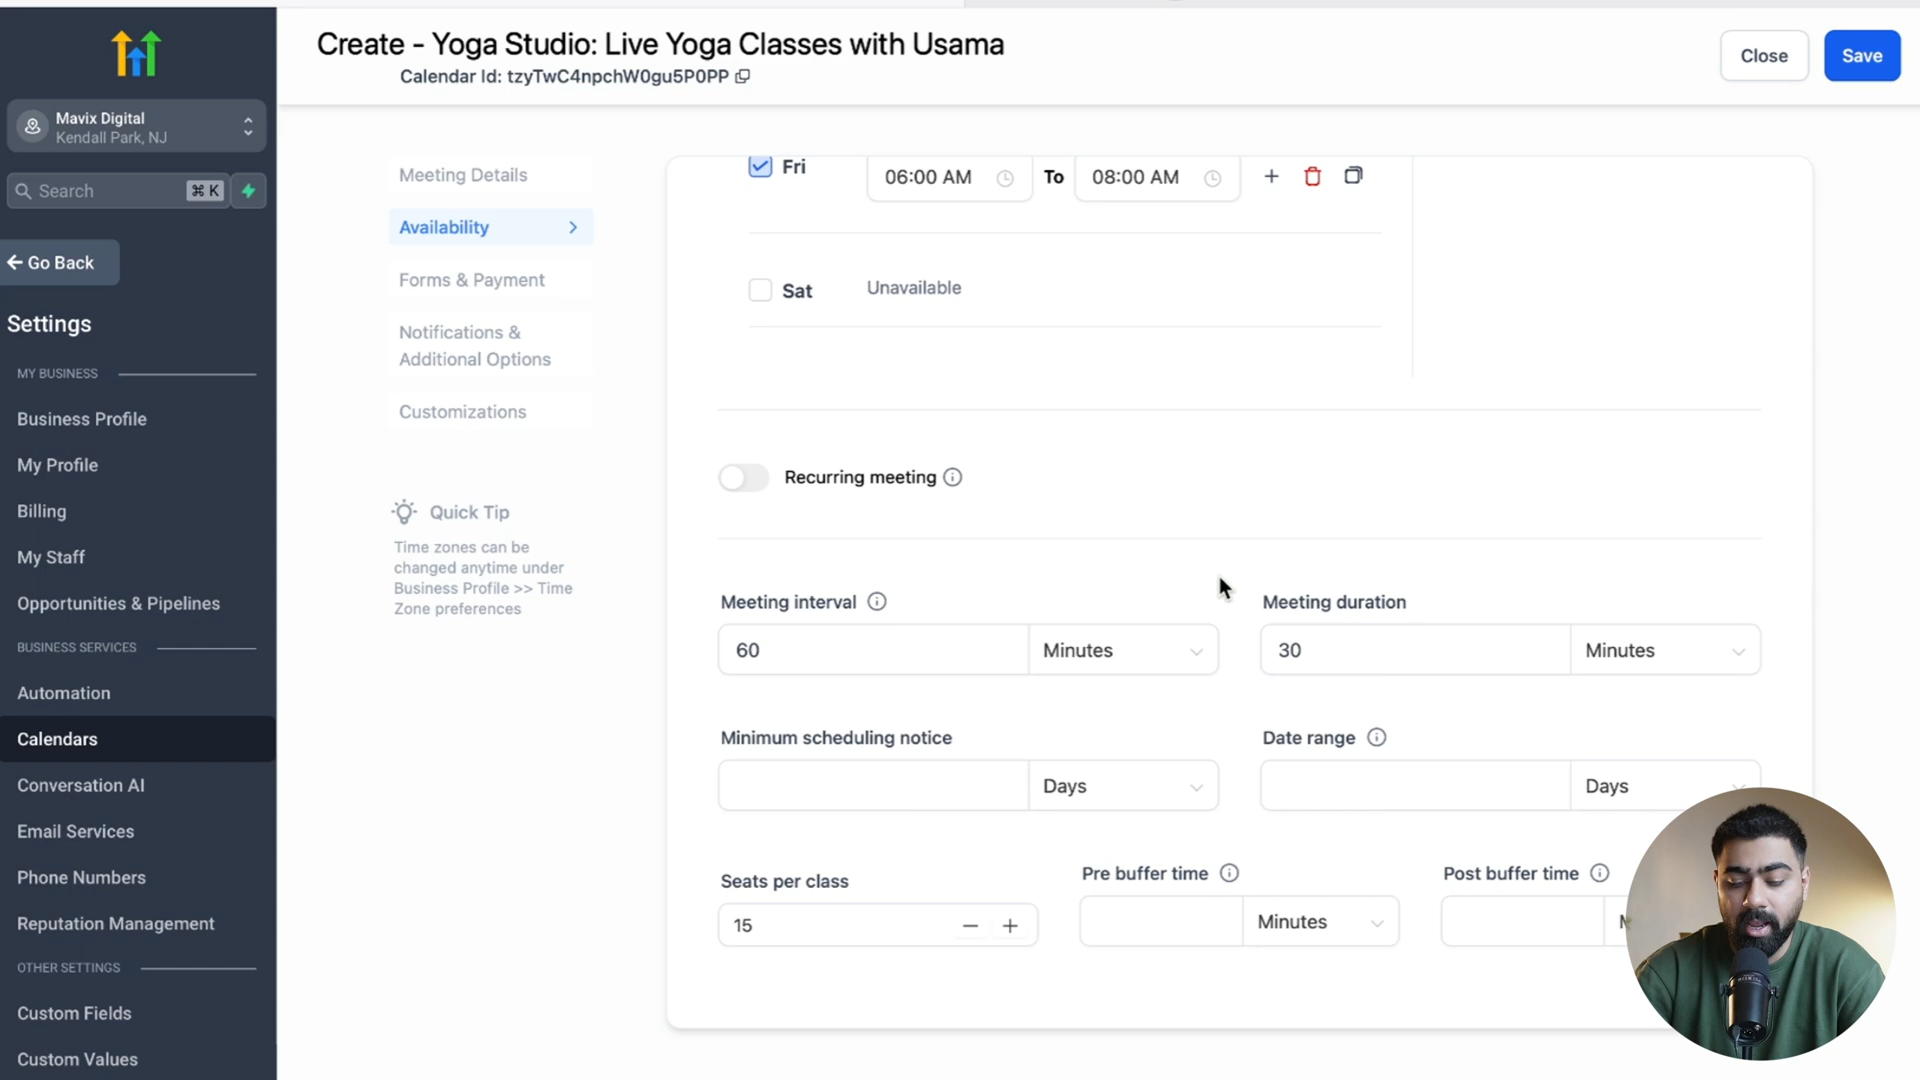 Create - Yoga Studio: Live Yoga Classes with Usama
Calendar Id: tzyTwC4npchW0gu5P0PP
Close
Save
Mavix Digital
Kendall Park, NJ
Search
⌘ K
Go Back
Settings
MY BUSINESS
Business Profile
My Profile
Billing
My Staff
Opportunities & Pipelines
BUSINESS SERVICES
Automation
Calendars
Conversation AI
Email Services
Phone Numbers
Reputation Management
OTHER SETTINGS
Custom Fields
Custom Values
Meeting Details
Availability
Forms & Payment
Notifications &
Additional Options
Customizations
Quick Tip
Time zones can be
changed anytime under
Business Profile >> Time
Zone preferences
Fri
06:00 AM
To
08:00 AM
Sat
Unavailable
Recurring meeting
Meeting interval
60
Minutes
Meeting duration
30
Minutes
Minimum scheduling notice
Days
Date range
Days
Seats per class
15
Pre buffer time
Minutes
Post buffer time